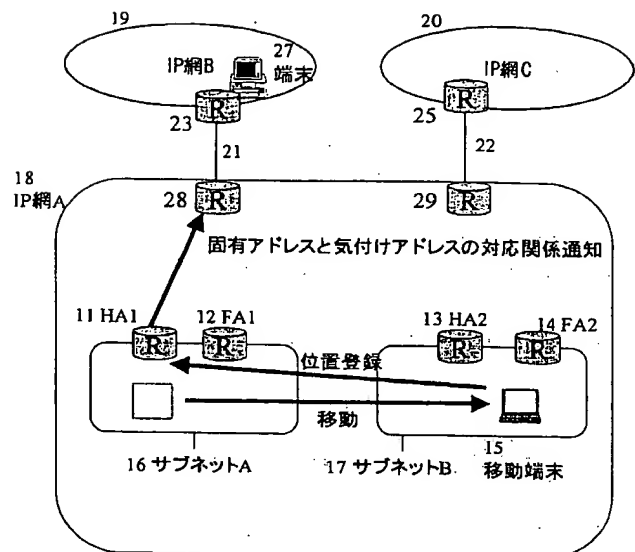 19
20
IP網B
27
端末
IP網C
R
23
R
25
21
22
18
IP網A
28
R
29
R
固有アドレスと気付けアドレスの対応関係通知
11 HA1
12 FA1
13 HA2
14 FA2
R
R
R
R
位置登録
移動
15
移動端末
16 サブネットA
17 サブネットB